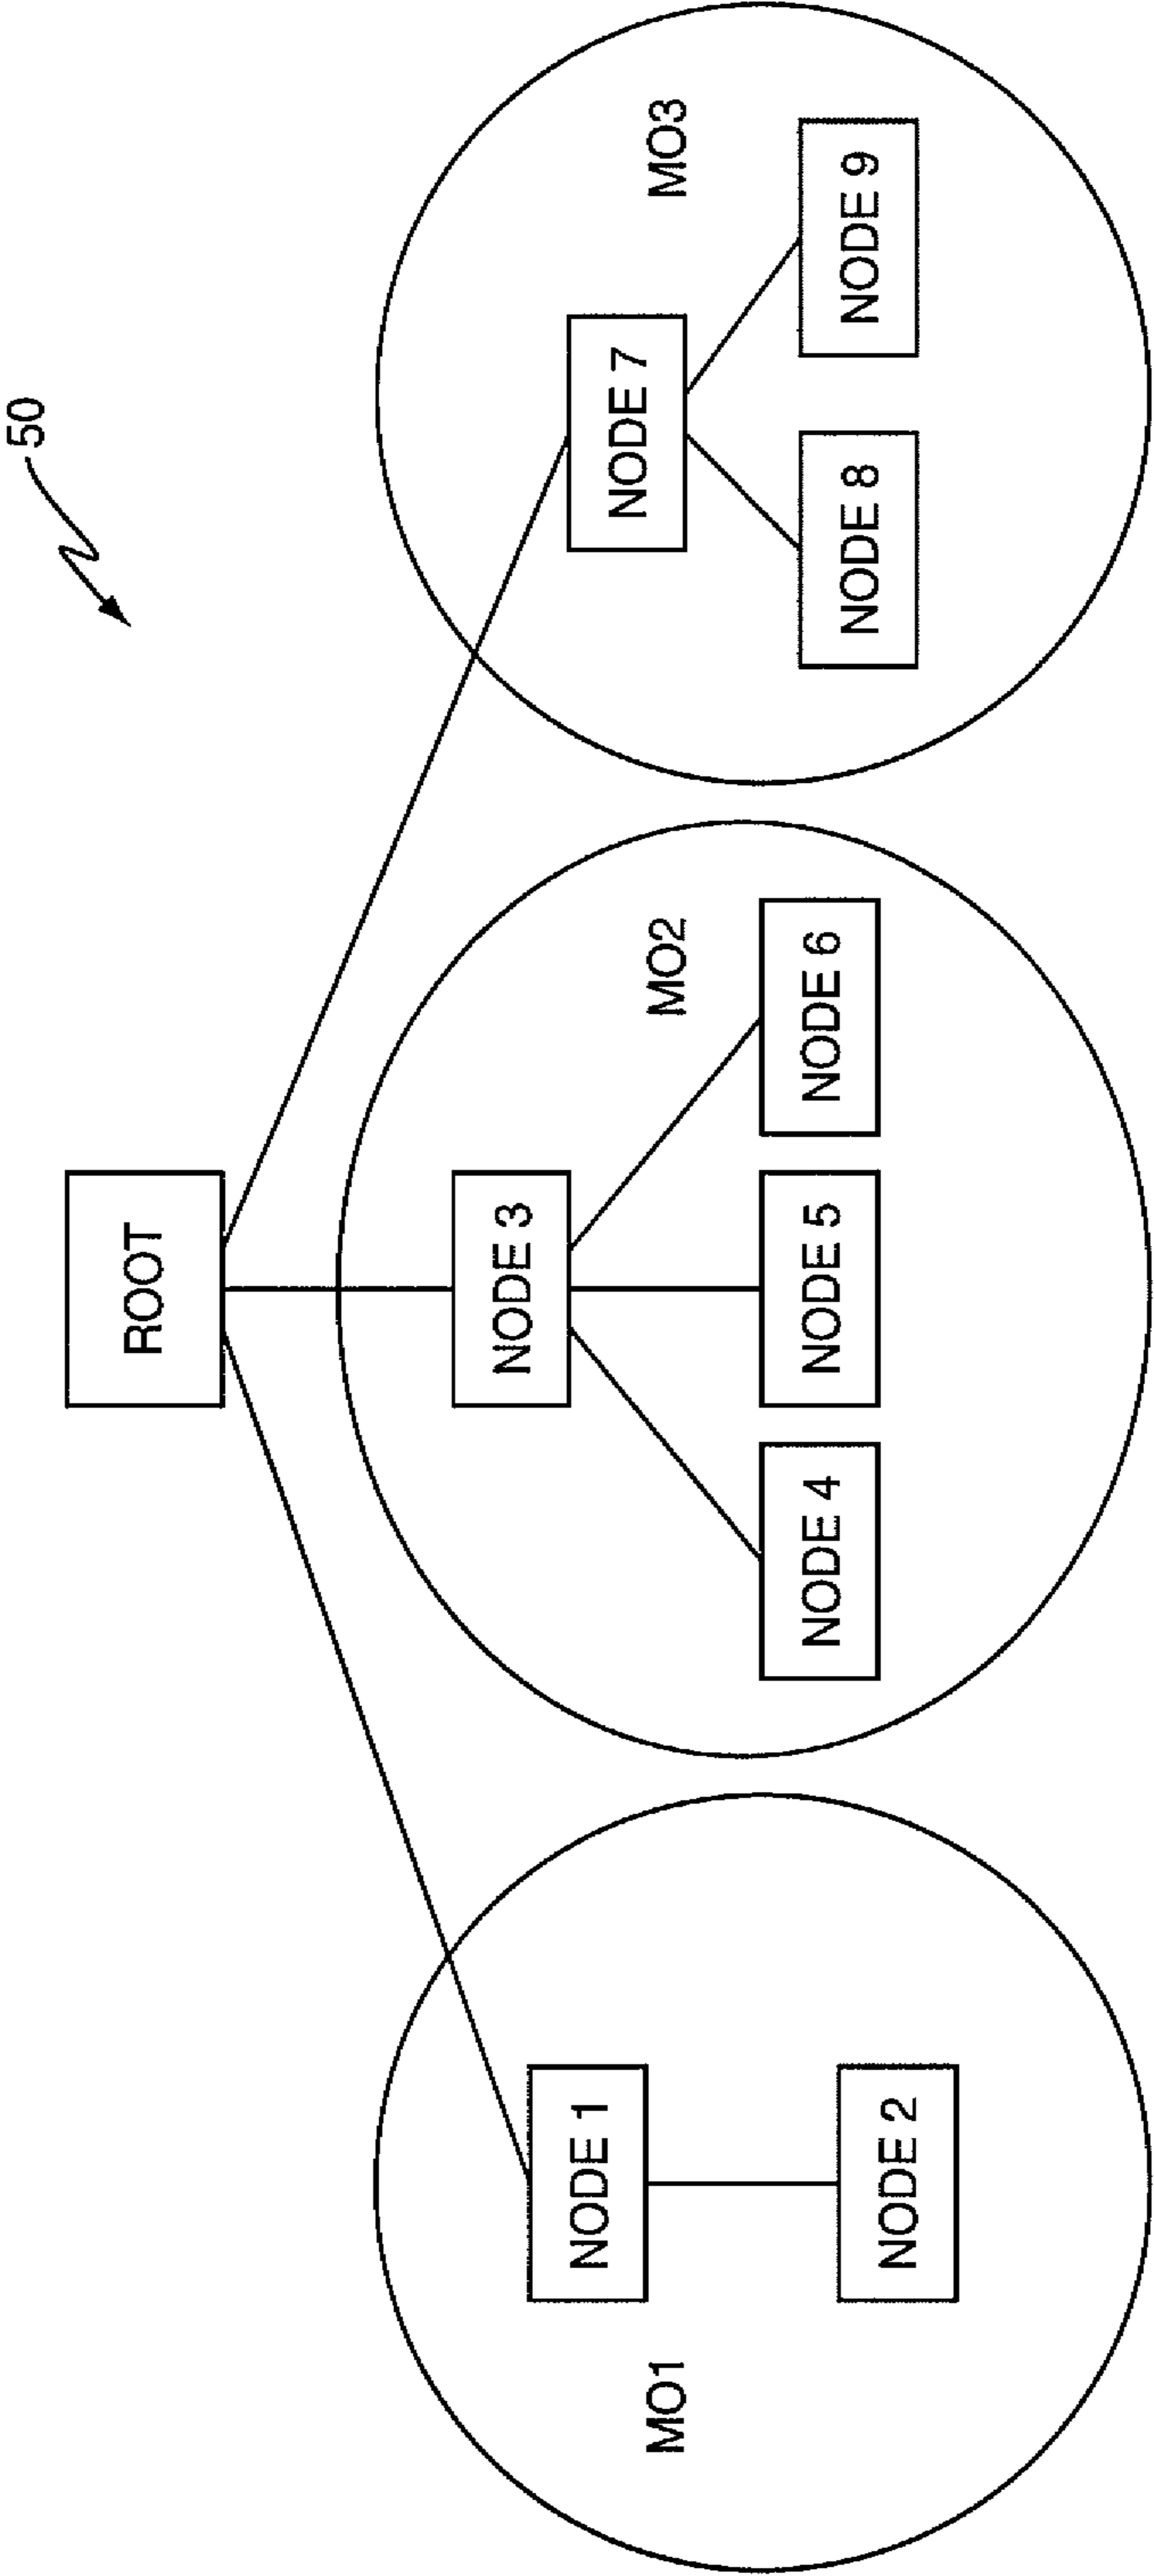 50
ROOT
NODE 1
NODE 2
MO1
NODE 3
NODE 4
NODE 5
NODE 6
MO2
NODE 7
NODE 8
NODE 9
MO3